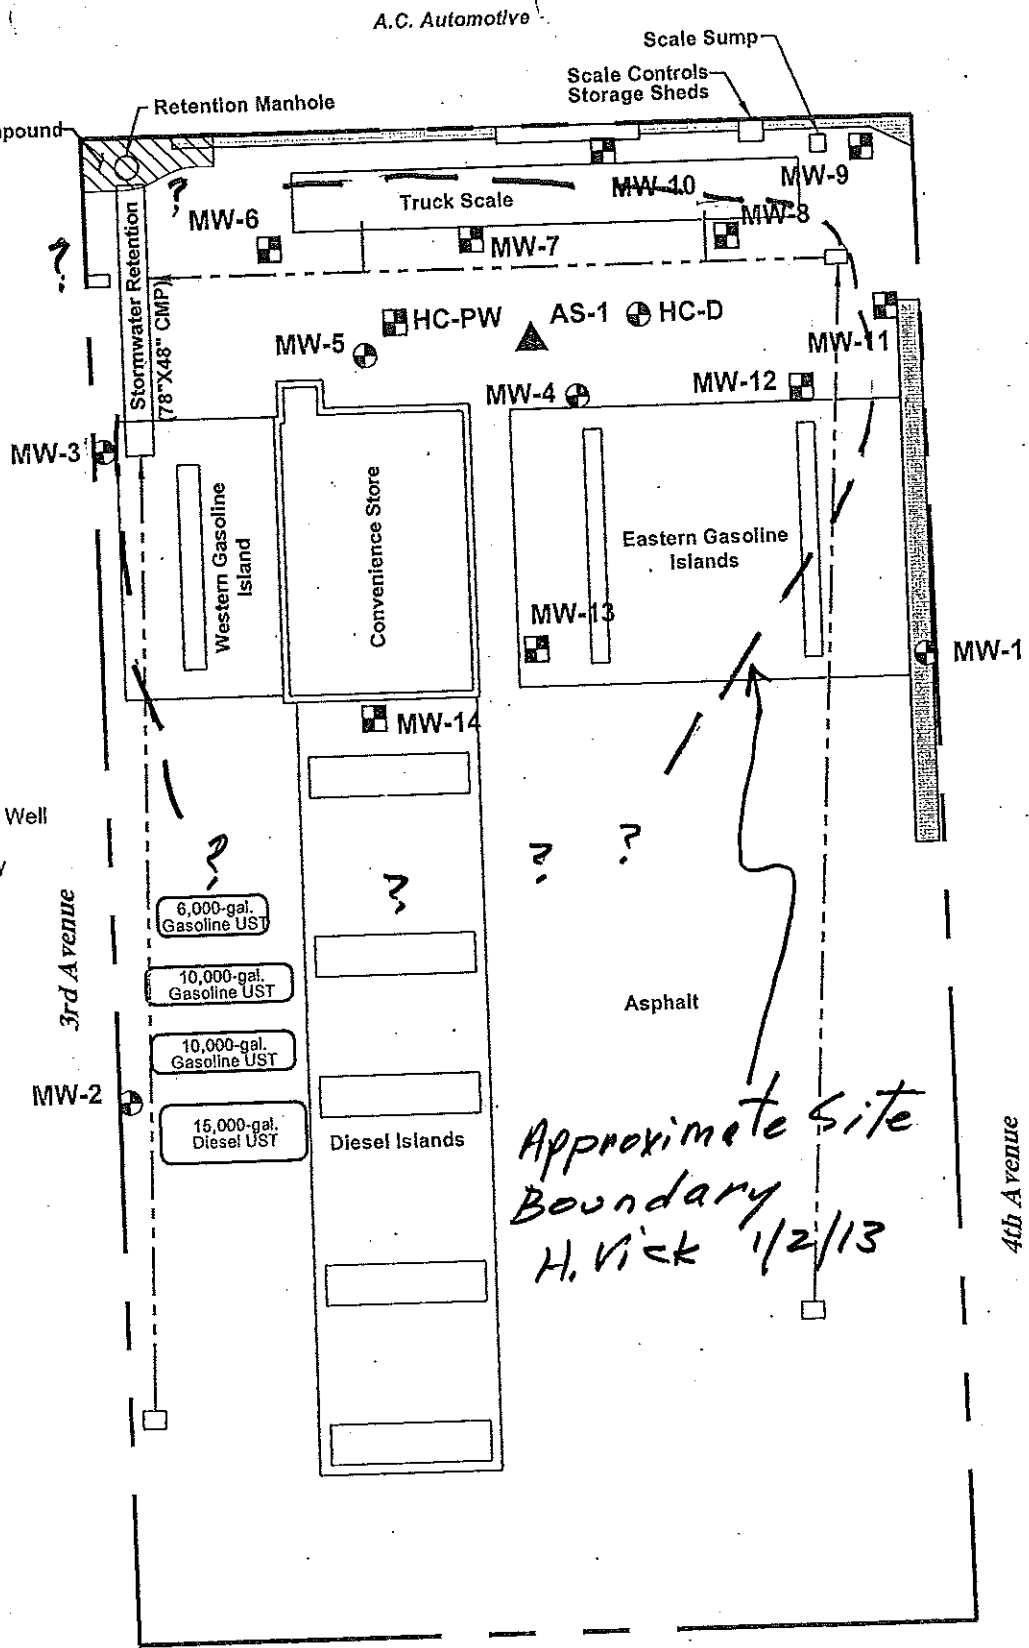 A.C. Automotive
Scale Sump
Scale Controls
Storage Sheds
Retention Manhole
pound
?
?
MW-6
Truck Scale
MW-10
MW-9
MW-8
MW-7
Stormwater Retention
(78"X48" CMP)
HC-PW
AS-1
HC-D
MW-5
MW-11
MW-4
MW-12
MW-3
Western Gasoline
Island
Convenience Store
Eastern Gasoline
Islands
MW-13
MW-1
MW-14
Well
y
?
?
?
?
3rd Avenue
6,000-gal.
Gasoline UST
10,000-gal.
Gasoline UST
10,000-gal.
Gasoline UST
MW-2
15,000-gal.
Diesel UST
Diesel Islands
Asphalt
Approximate Site
Boundary
H. Vick 1/2/13
4th Avenue